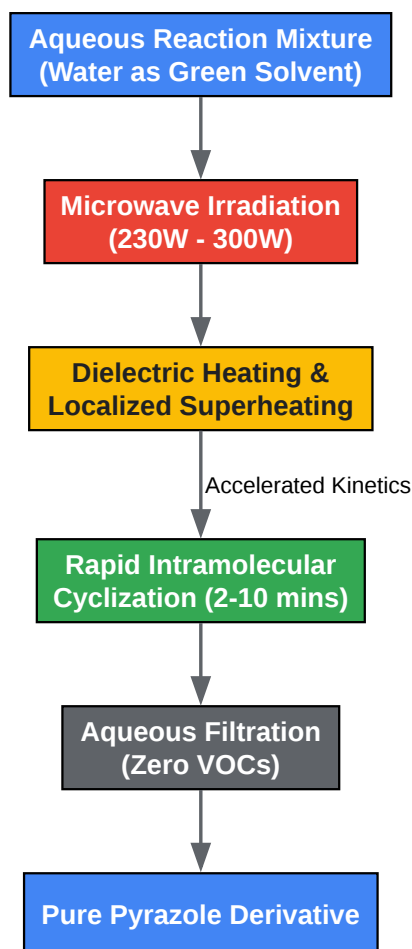 Aqueous Reaction Mixture
(Water as Green Solvent)
Microwave Irradiation
(230W - 300W)
Dielectric Heating &
Localized Superheating
Accelerated Kinetics
Rapid Intramolecular
Cyclization (2-10 mins)
Aqueous Filtration
(Zero VOCs)
Pure Pyrazole Derivative